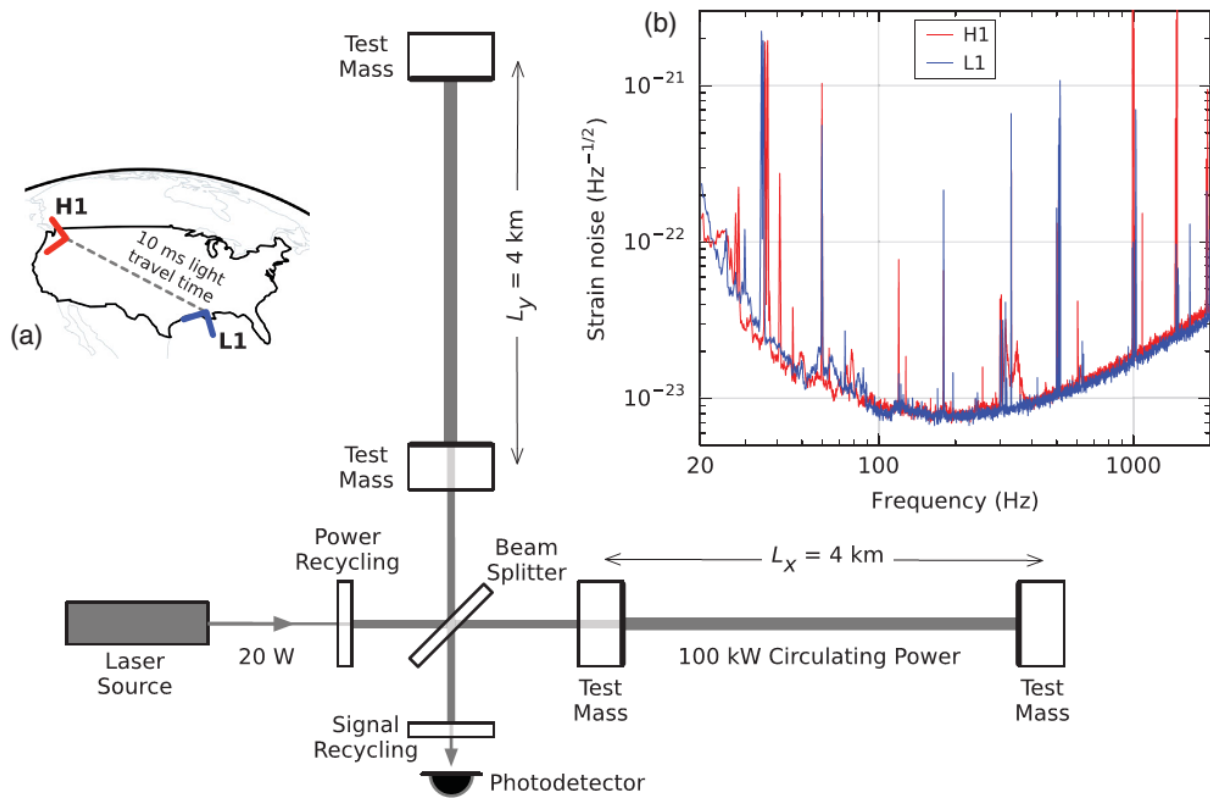 (b)
H1
L1
10⁻²¹
10⁻²²
10⁻²³
Strain noise (Hz⁻¹/²)
20
100
1000
Frequency (Hz)
(a)
H1
10 ms light
travel time
L1
Test
Mass
L_y = 4 km
Test
Mass
Power
Recycling
Beam
Splitter
L_x = 4 km
Laser
Source
20 W
100 kW Circulating Power
Test
Mass
Test
Mass
Signal
Recycling
Photodetector